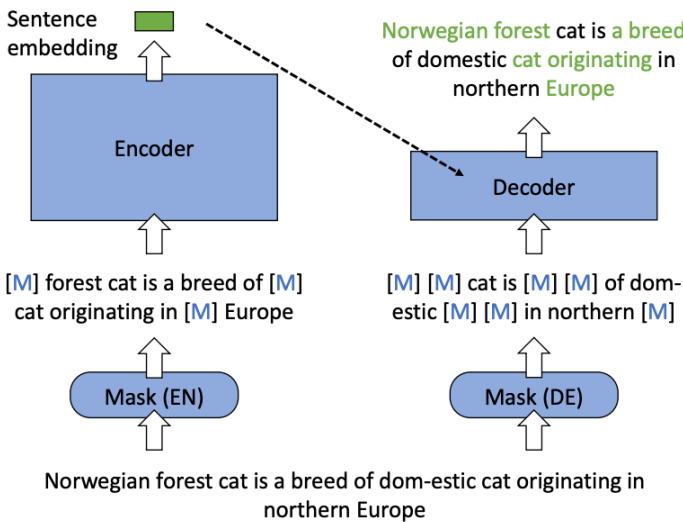 Sentence
embedding
Norwegian forest cat is a breed
of domestic cat originating in
northern Europe
Encoder
Decoder
[M] forest cat is a breed of [M]
cat originating in [M] Europe
[M] [M] cat is [M] [M] of dom-
estic [M] [M] in northern [M]
Mask (EN)
Mask (DE)
Norwegian forest cat is a breed of dom-estic cat originating in
northern Europe